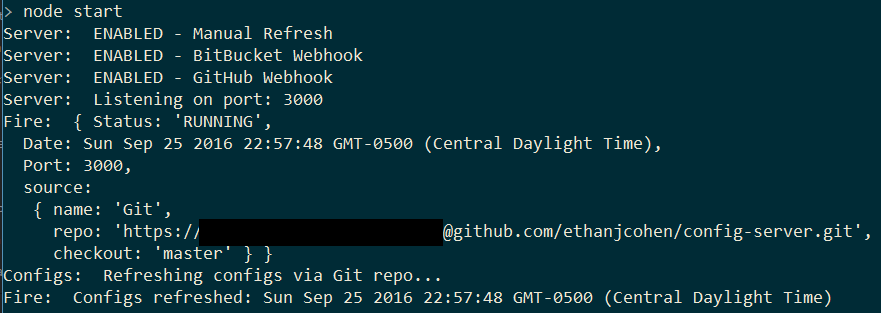 > node start
Server:  ENABLED - Manual Refresh
Server:  ENABLED - BitBucket Webhook
Server:  ENABLED - GitHub Webhook
Server:  Listening on port: 3000
Fire:  { Status: 'RUNNING',
  Date: Sun Sep 25 2016 22:57:48 GMT-0500 (Central Daylight Time),
  Port: 3000,
  source:
   { name: 'Git',
     repo: 'https://@github.com/ethanjcohen/config-server.git',
     checkout: 'master' } }
Configs:  Refreshing configs via Git repo...
Fire:  Configs refreshed: Sun Sep 25 2016 22:57:48 GMT-0500 (Central Daylight Time)